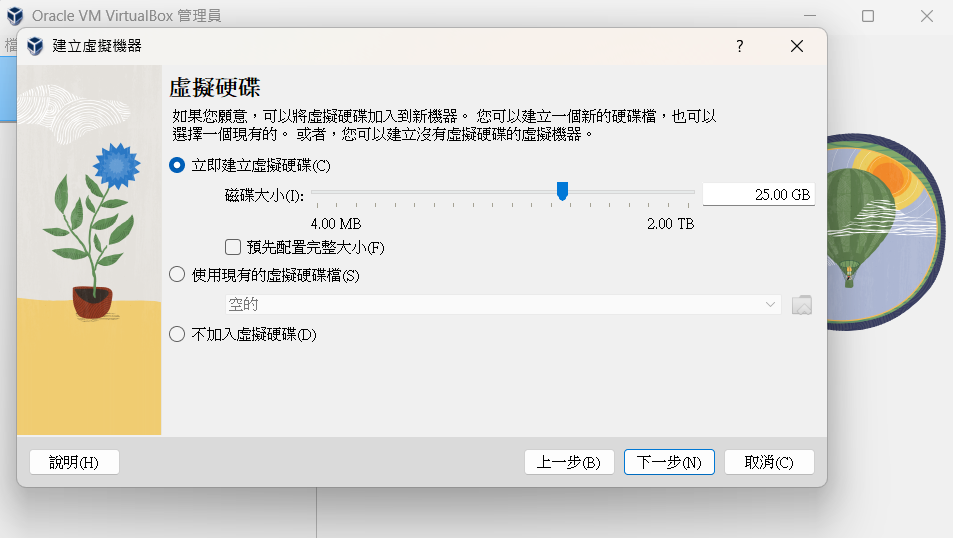 Oracle VM VirtualBox 管理員
檔
建立虛擬機器
?
虛擬硬碟
如果您願意，可以將虛擬硬碟加入到新機器。 您可以建立一個新的硬碟檔，也可以
選擇一個現有的。 或者，您可以建立沒有虛擬硬碟的虛擬機器。
立即建立虛擬硬碟(C)
磁碟大小(I):
25.00 GB
4.00 MB
2.00 TB
預先配置完整大小(F)
使用現有的虛擬硬碟檔(S)
空的
不加入虛擬硬碟(D)
說明(H)
上一步(B)
下一步(N)
取消(C)